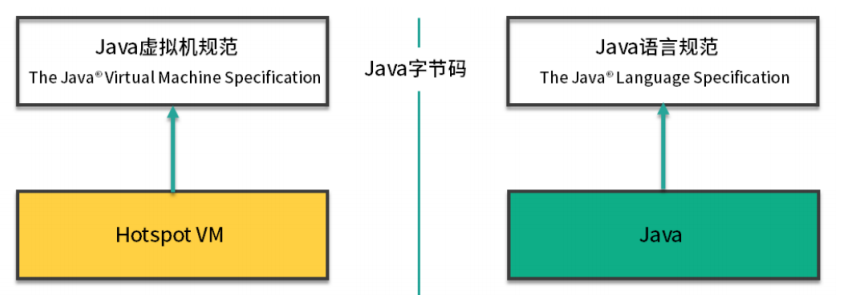 Java虚拟机规范
The Java® Virtual Machine Specification
Java字节码
Java语言规范
The Java® Language Specification
Hotspot VM
Java